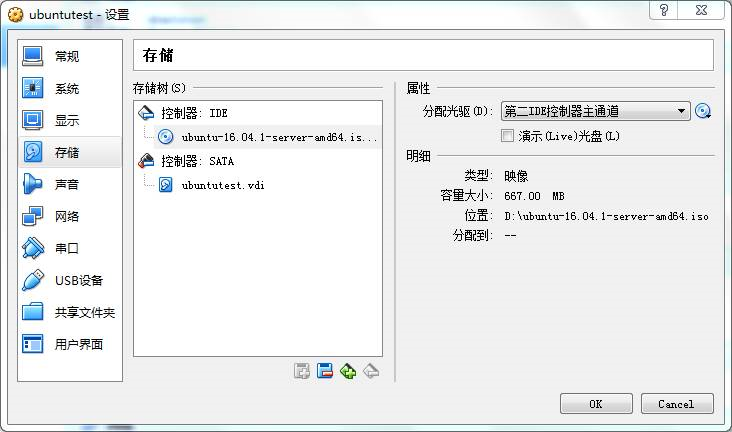 ubuntutest - 设置
常规
系统
显示
存储
声音
网络
串口
USB设备
共享文件夹
用户界面
存储
存储树(S)
控制器: IDE
ubuntu-16.04.1-server-amd64.is...
控制器: SATA
ubuntutest.vdi
属性
分配光驱(D): 第二IDE控制器主通道
演示(Live)光盘(L)
明细
类型: 映像
容量大小: 667.00 MB
位置: D:\ubuntu-16.04.1-server-amd64.iso
分配到: --
OK Cancel